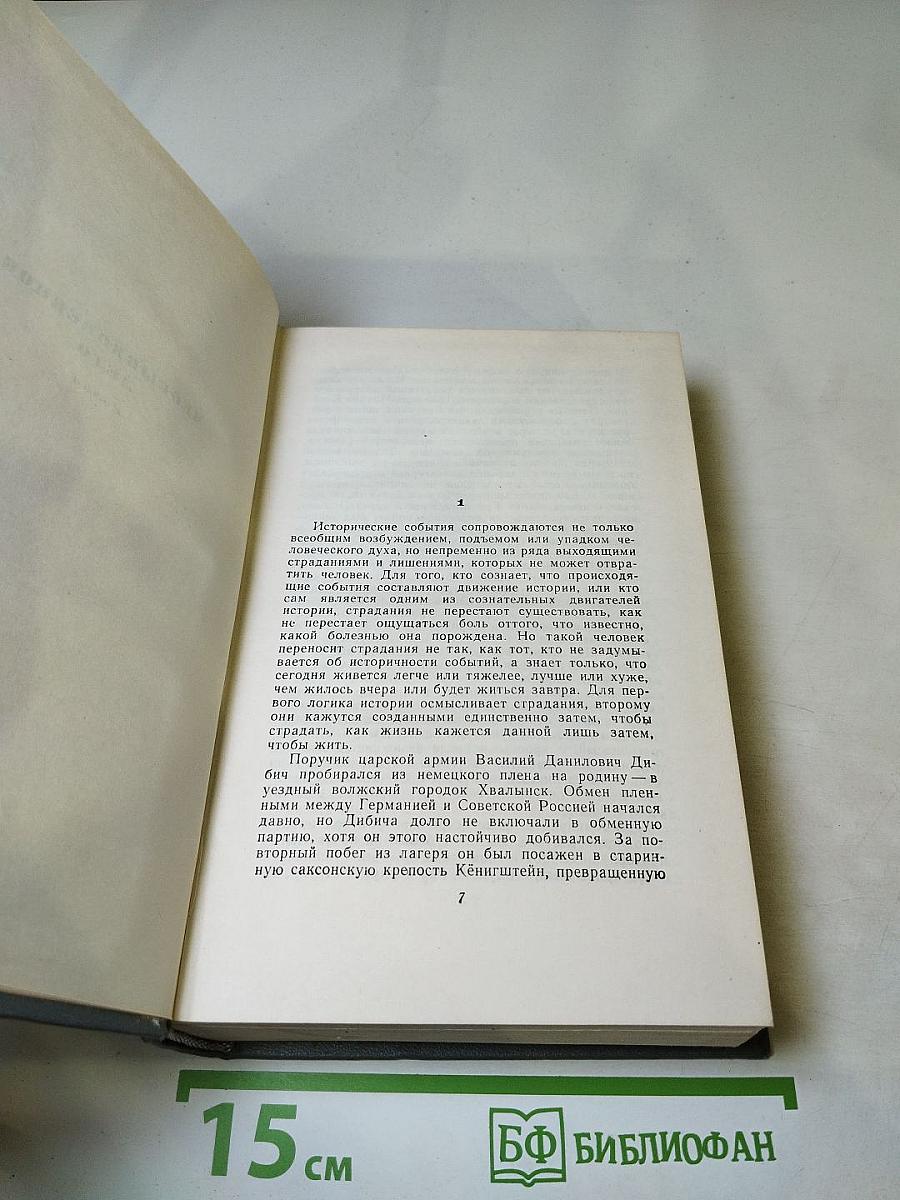 1
Исторические события сопровождаются не только
всеобщим возбуждением, подъемом или упадком че-
ловеческого духа, но непременно из ряда выходящими
страданиями и лишениями, которых не может отвра-
тить человек. Для того, кто сознает, что происходя-
щие события составляют движение истории, или кто
сам является одним из сознательных двигателей
истории, страдания не перестают существовать, как
не перестает ощущаться боль оттого, что известно,
какой болезнью она порождена. Но такой человек
переносит страдания не так, как тот, кто не задумы-
вается об историчности событий, а знает только, что
сегодня живется легче или тяжелее, лучше или хуже,
чем жилось вчера или будет житься завтра. Для пер-
вого логика истории осмысливает страдания, второму
они кажутся созданными единственно затем, чтобы
страдать, как жизнь кажется данной лишь затем,
чтобы жить.
Поручик царской армии Василий Данилович Ди-
бич пробирался из немецкого плена на родину — в
уездный волжский городок Хвалынск. Обмен плен-
ными между Германией и Советской Россией начался
давно, но Дибича долго не включали в обменную
партию, хотя он этого настойчиво добивался. За по-
вторный побег из лагеря он был посажен в старин-
ную саксонскую крепость Кёнигштейн, превращенную
7
15 см
БФ БИБЛИОФАН